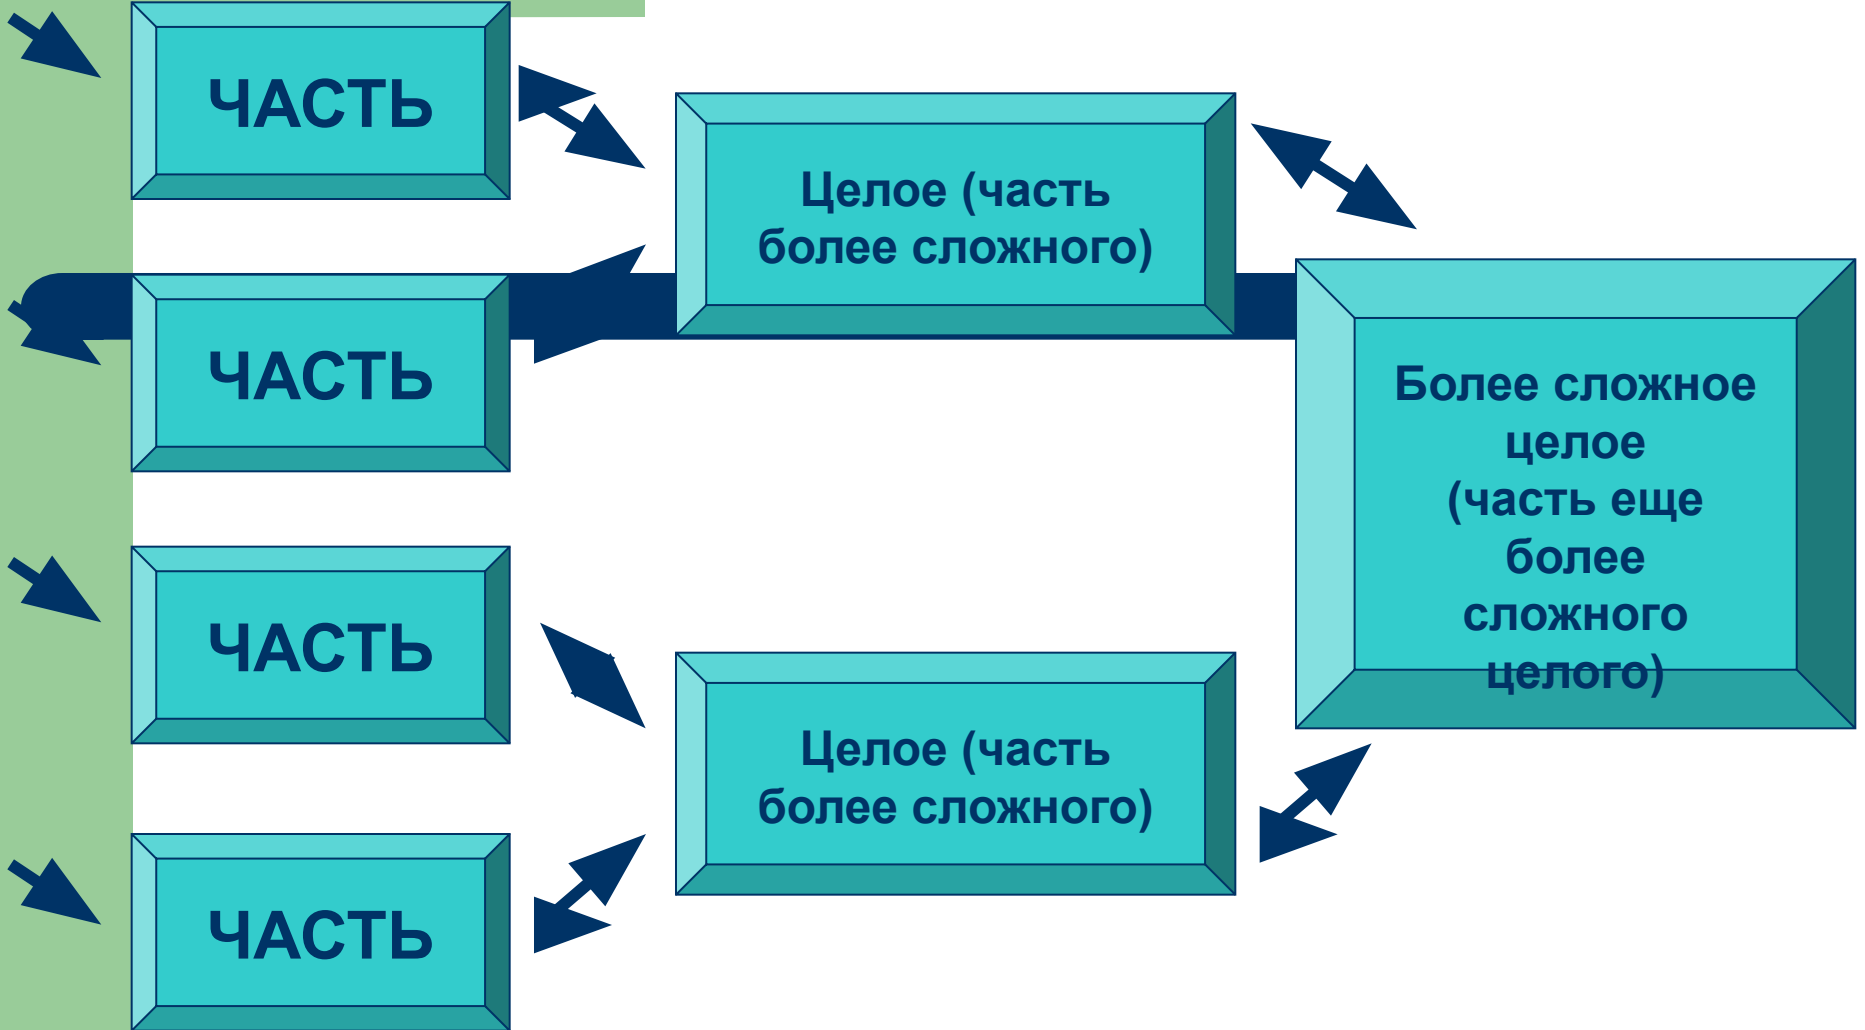 ЧАСТЬ
ЧАСТЬ
ЧАСТЬ
ЧАСТЬ
Целое (часть
более сложного)
Целое (часть
более сложного)
Более сложное
целое
(часть еще
более
сложного
целого)